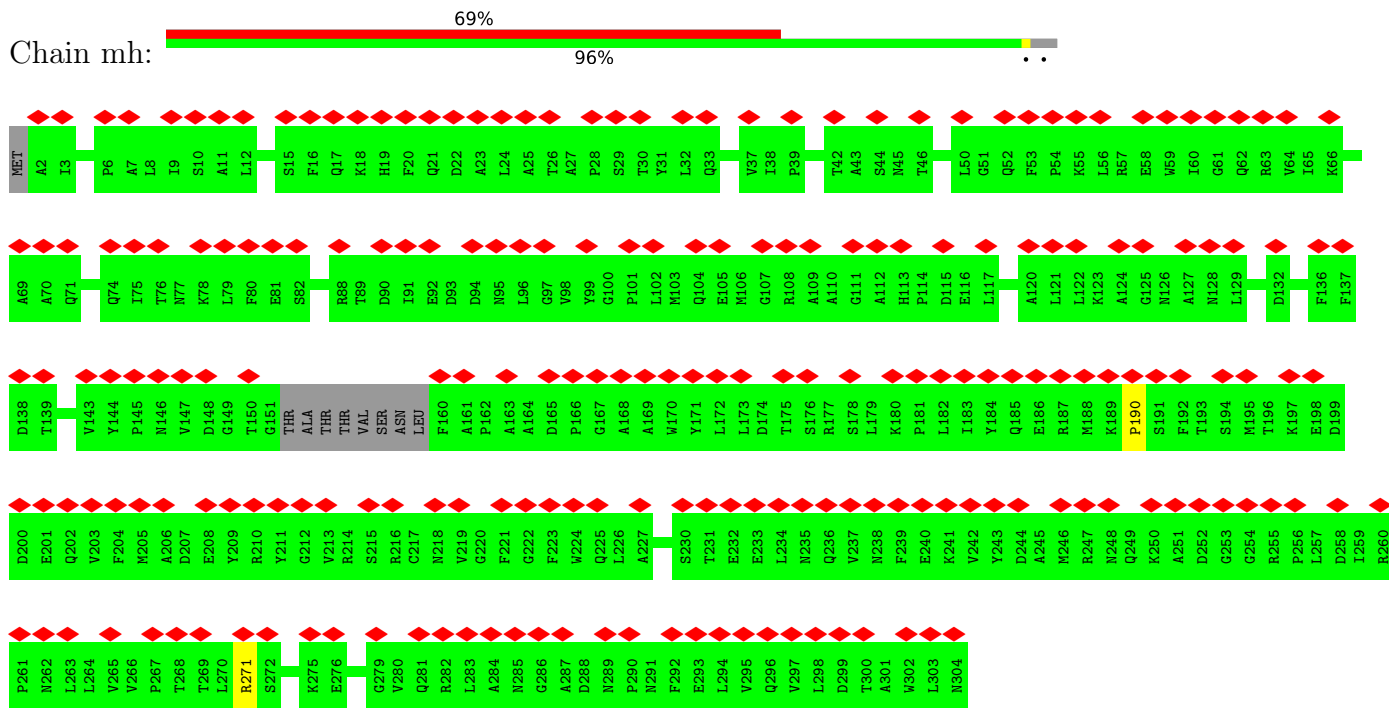 69%
Chain mh:
96%
. .
MET A2 I3 P6 A7 L8 I9 S10 A11 L12 S15 F16 Q17 K18 H19 F20 Q21 D22 A23 L24 A25 T26 A27 P28 S29 T30 Y31 L32 Q33 V37 I38 P39 T42 A43 S44 N45 T46 L50 G51 Q52 F53 P54 K55 L56 R57 E58 W59 I60 G61 Q62 R63 V64 I65 K66
A69 A70 Q71 Q74 I75 T76 N77 K78 L79 F80 E81 S82 R88 T89 D90 I91 E92 D93 D94 N95 L96 G97 V98 Y99 G100 P101 L102 M103 Q104 E105 M106 G107 R108 A109 A110 G111 A112 H113 P114 D115 E116 L117 A120 L121 L122 K123 A124 G125 N126 A127 N128 L129 D132 F136 F137
D138 T139 V143 Y144 P145 N146 V147 D148 G149 T150 G151 THR ALA THR THR VAL SER ASN LEU F160 A161 P162 A163 A164 D165 P166 G167 A168 A169 W170 Y171 L172 L173 D174 T175 S176 R177 S178 L179 K180 P181 L182 I183 Y184 Q185 E186 R187 M188 K189 P190 S191 F192 T193 S194 M195 T196 K197 E198 D199
D200 E201 Q202 V203 F204 M205 A206 D207 E208 Y209 R210 Y211 G212 V213 R214 S215 R216 C217 N218 V219 G220 F221 G222 F223 W224 Q225 L226 A227 S230 T231 E232 E233 L234 N235 Q236 V237 N238 F239 E240 K241 V242 Y243 D244 A245 M246 R247 N248 Q249 K250 A251 D252 G253 G254 R255 P256 L257 D258 I259 R260
P261 N262 L263 L264 V265 V266 P267 T268 T269 L270 R271 S272 K275 E276 G279 V280 Q281 R282 L283 A284 N285 G286 A287 D288 N289 P290 N291 F292 E293 L294 V295 Q296 V297 L298 D299 T300 A301 W302 L303 N304